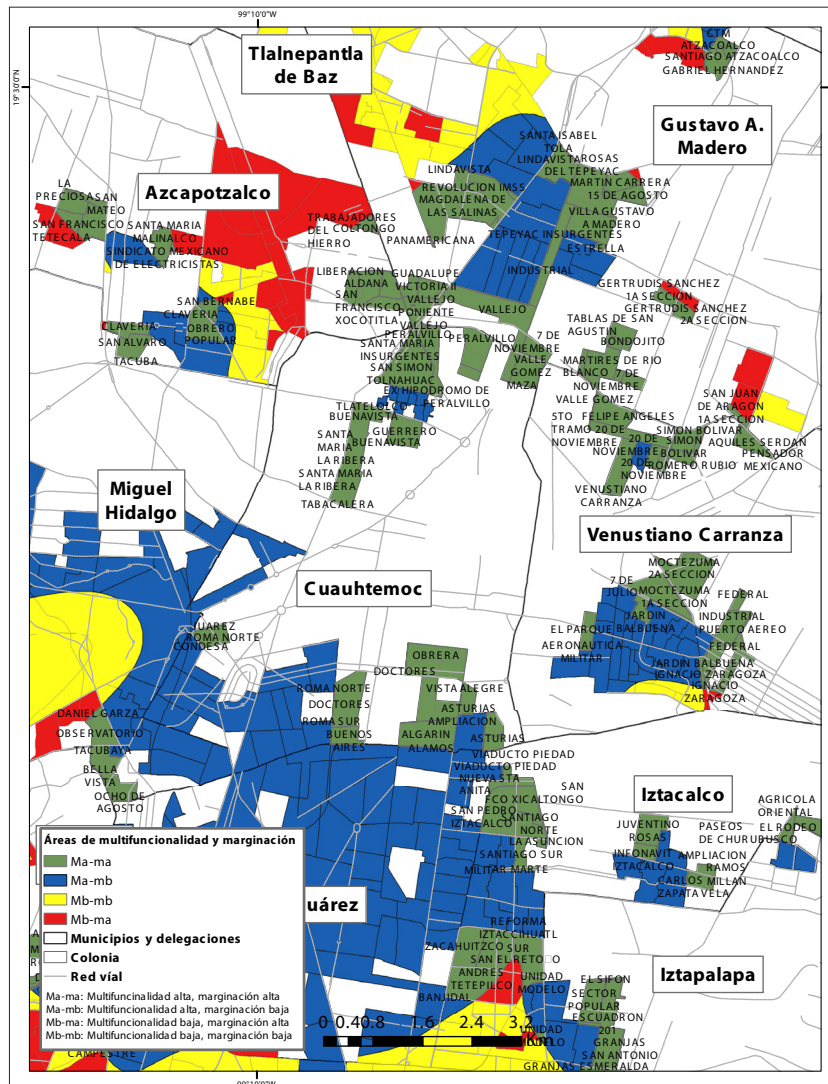 99°10'0"W
19°30'0"N
Tlalnepantla
de Baz
CTM
ATZACOALCO
SANTIAGO ATZACOALCO
GABRIEL HERNANDEZ
Gustavo A.
Madero
SANTA ISABEL
TOLA
LINDAVISTA
ROSAS
DEL TEPEYAC
LINDAVISTA
REVOLUCION IMSS
MAGDALENA DE
LAS SALINAS
MARTIN CARRERA
15 DE AGOSTO
VILLA GUSTAVO
A MADERO
PANAMERICANA
TEPEYAC INSURGENTES
ESTRELLA
INDUSTRIAL
Azcapotzalco
LA
PRECIOSA
SAN
MATEO
SAN FRANCISCO
TETECALA
SANTA MARIA
MALINALCO
SINDICATO MEXICANO
DE ELECTRICISTAS
TRABAJADORES
DEL
HIERRO
COLTONGO
LIBERACION
ALDANA
SAN
FRANCISCO
XOCOTITLA
GUADALUPE
VICTORIA II
VALLEJO
PONIENTE
VALLEJO
VALLEJO
SAN BERNABE
CLAVERIA
CLAVERIA
OBRERO
POPULAR
SAN ALVARO
TACUBA
GERTRUDIS SANCHEZ
1A SECCION
GERTRUDIS SANCHEZ
2A SECCION
TABLAS DE SAN
AGUSTIN
BONDOJITO
PERALVILLO
SANTA MARIA
INSURGENTES
SAN SIMON
TOLNAHUAC
PERALVILLO
7 DE
NOVIEMBRE
VALLE
GOMEZ
MAZA
MARTIRES DE RIO
BLANCO
7 DE
NOVIEMBRE
VALLE GOMEZ
EX HIPODROMO DE
PERALVILLO
TLATELOLCO
BUENAVISTA
GUERRERO
BUENAVISTA
SANTA
MARIA
LA RIBERA
SANTA MARIA
LA RIBERA
TABACALERA
SAN JUAN
DE ARAGON
1A SECCION
5TO
TRAMO 20 DE
NOVIEMBRE
FELIPE ANGELES
SIMON BOLIVAR
20 DE
NOVIEMBRE
20 DE
NOVIEMBRE
SIMON
BOLIVAR
ROMERO RUBIO
AQUILES SERDAN
PENSADOR
MEXICANO
VENUSTIANO
CARRANZA
Miguel
Hidalgo
Venustiano Carranza
MOCTEZUMA
2A SECCION
7 DE
JULIO
MOCTEZUMA
1A SECCION
FEDERAL
JARDIN
BALBUENA
INDUSTRIAL
PUERTO AEREO
EL PARQUE
FEDERAL
AERONAUTICA
MILITAR
JARDIN BALBUENA
IGNACIO ZARAGOZA
IGNACIO
ZARAGOZA
Cuauhtemoc
JUAREZ
ROMA NORTE
CONDESA
OBRERA
DOCTORES
ROMA NORTE
DOCTORES
VISTA ALEGRE
ROMA SUR
BUENOS
AIRES
ASTURIAS
AMPLIACION
ASTURIAS
ALGARIN
ALAMOS
DANIEL GARZA
OBSERVATORIO
TACUBAYA
BELLA
VISTA
OCHO DE
AGOSTO
VIADUCTO PIEDAD
VIADUCTO PIEDAD
NUEVA STA
ANITA
SAN
FCO XICALTONGO
SAN PEDRO
IZTACALCO
SANTIAGO
NORTE
LA ASUNCION
SANTIAGO SUR
MILITAR MARTE
Iztacalco
JUVENTINO
ROSAS
PASEOS
DE CHURUBUSCO
AGRICOLA
ORIENTAL
EL RODEO
INFONAVIT
IZTACALCO
AMPLIACION
RAMOS
CARLOS
MILLAN
ZAPATA VELA
uárez
REFORMA
IZTACCIHUATL
SUR
ZACAHUITZCO
SAN
ANDRES
TETEPILCO
BANJIDAL
UNIDAD
MODELO
EL SIFON
SECTOR
POPULAR
ESCUADRON
201
UNIDAD
GRANJAS
SAN ANTONIO
GRANJAS ESMERALDA
Iztapalapa
CAMPESTRE
0 0.4 0.8 1.6 2.4 3.2
Km
Áreas de multifuncionalidad y marginación
Ma-ma
Ma-mb
Mb-mb
Mb-ma
Municipios y delegaciones
Colonia
Red víal
Ma-ma: Multifuncinalidad alta, marginación alta
Ma-mb: Multifuncionalidad alta, marginación baja
Mb-ma: Multifuncionalidad baja, marginación alta
Mb-mb: Multifuncionalidad baja, marginación baja
99°10'0"W